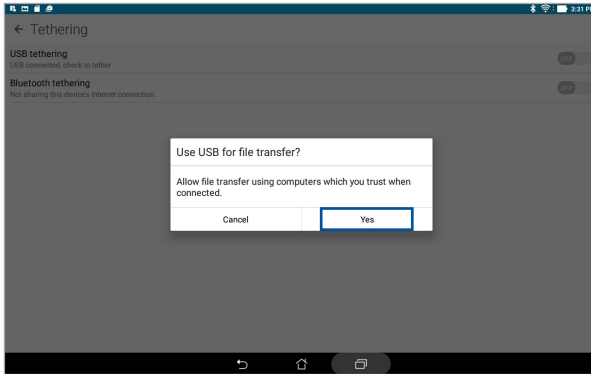 3:31 PM
Tethering
USB tethering
USB connected, check to tether
OFF
Bluetooth tethering
Not sharing this device's internet connection
OFF
Use USB for file transfer?
Allow file transfer using computers which you trust when
connected.
Cancel
Yes